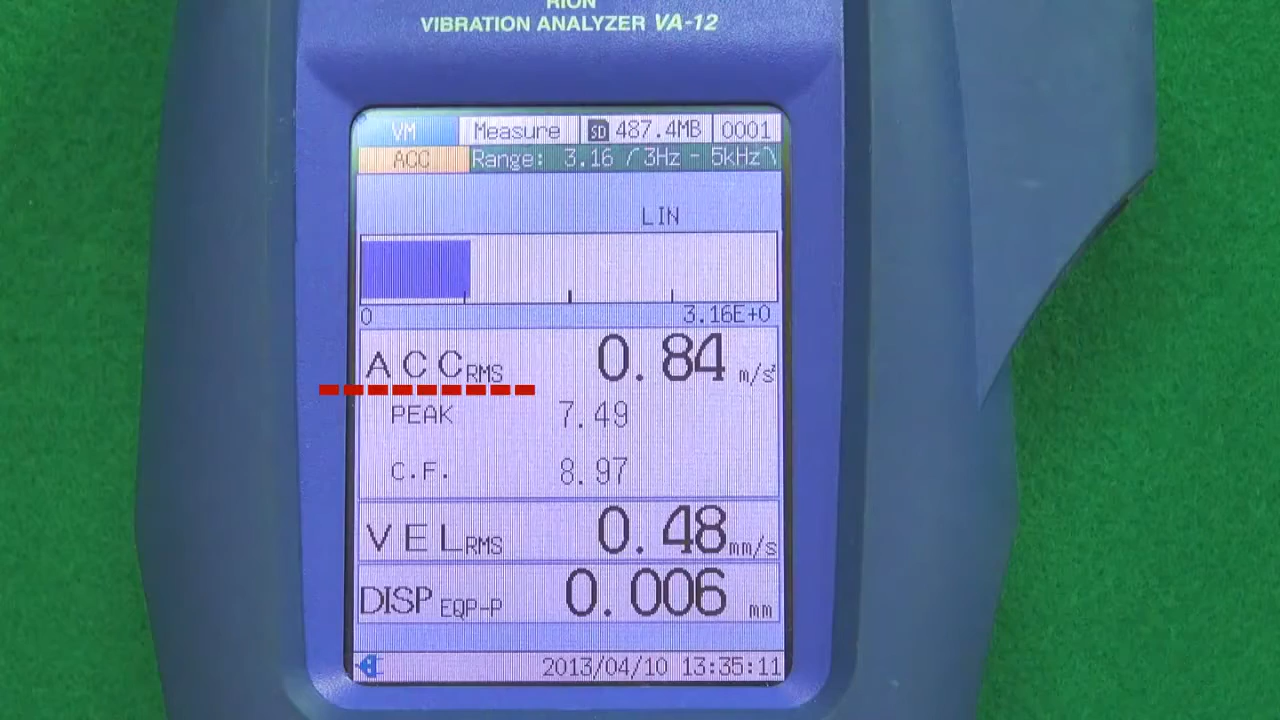 RION
VIBRATION ANALYZER VA-12
VM Measure SD 487.4MB 0001
ACC Range: 3.16 3Hz - 5kHz
LIN
0 3.16E+0
ACC RMS 0.84 m/s²
PEAK 7.49
C.F. 8.97
VEL RMS 0.48 mm/s
DISP EQP-P 0.006 mm
2013/04/10 13:35:11